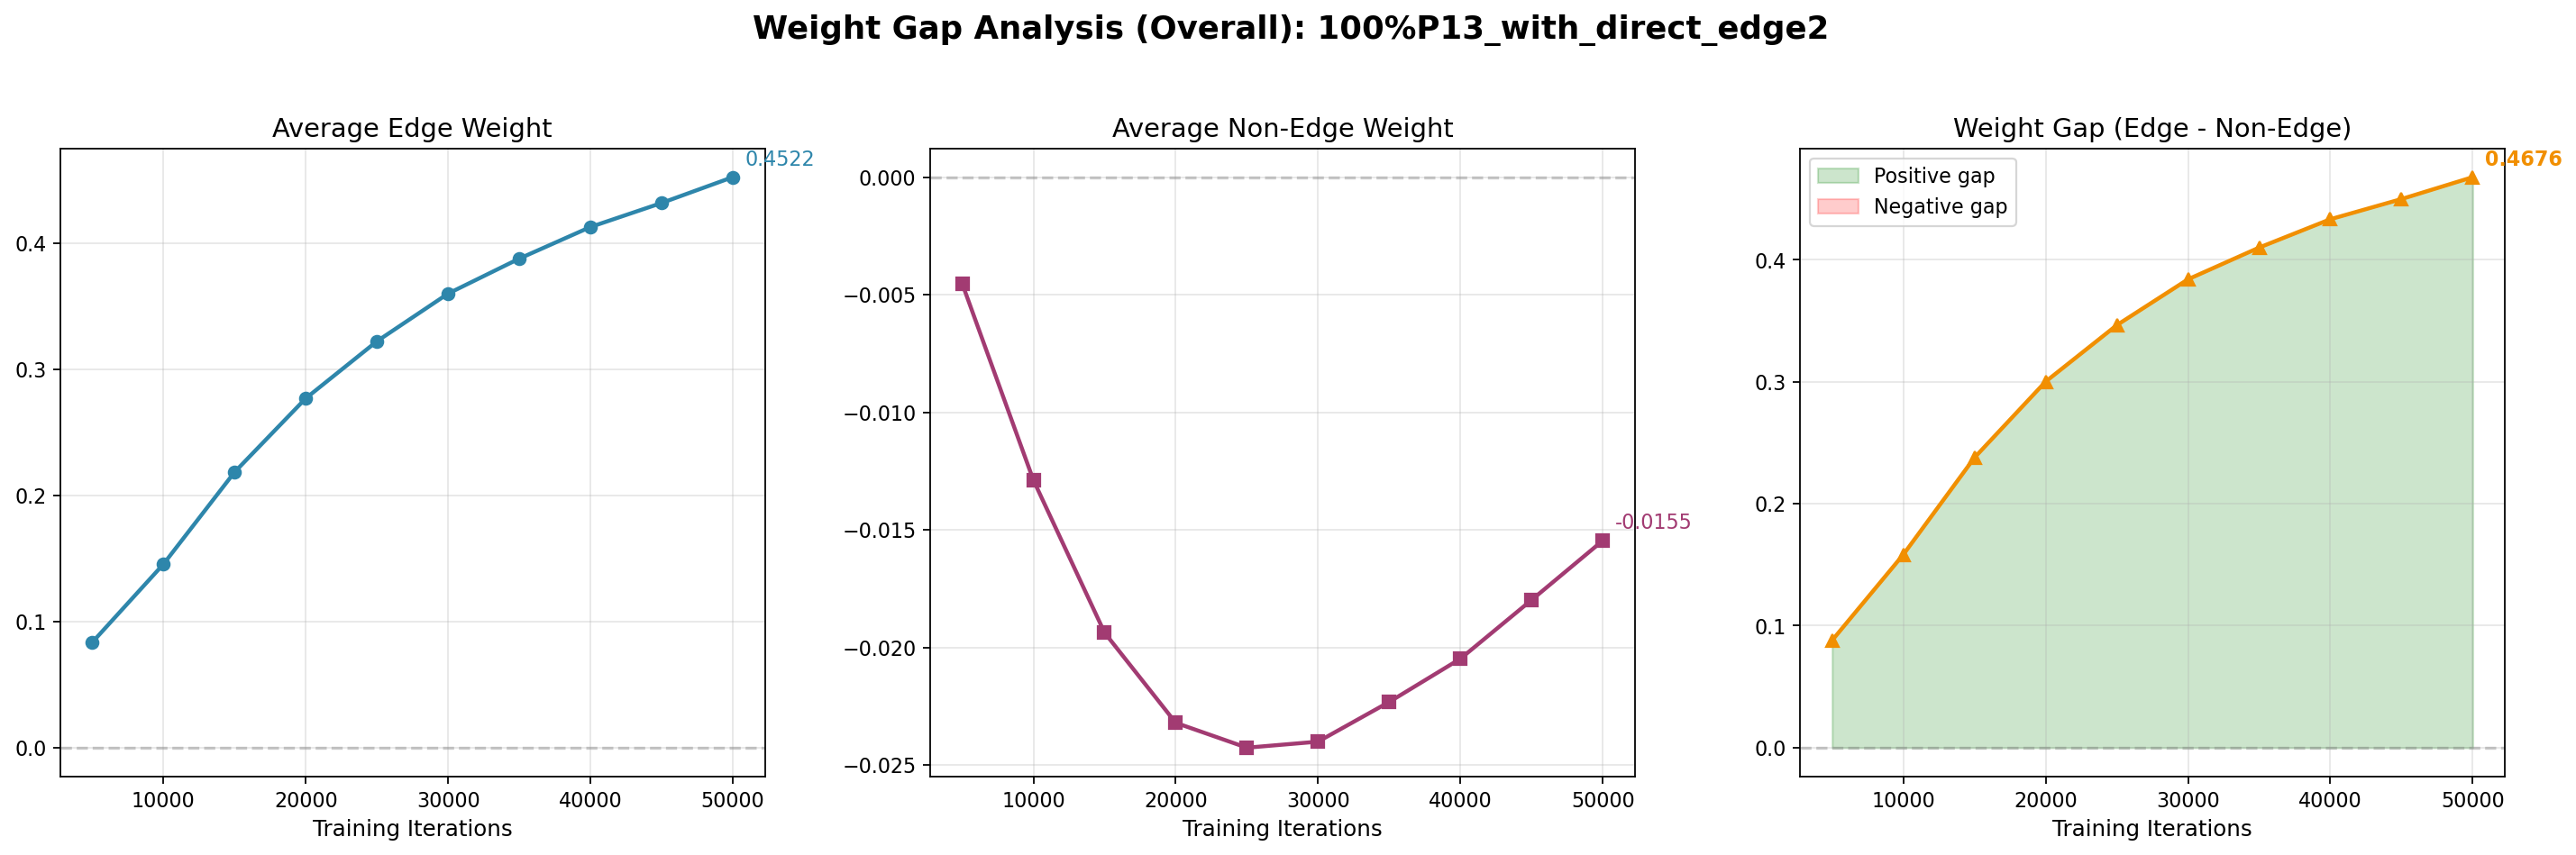 Weight Gap Analysis (Overall): 100%P13_with_direct_edge2
Average Edge Weight
0.4522
0.4
0.3
0.2
0.1
0.0
10000 20000 30000 40000 50000
Training Iterations
Average Non-Edge Weight
0.000
−0.005
−0.010
−0.015
−0.020
−0.025
-0.0155
10000 20000 30000 40000 50000
Training Iterations
Weight Gap (Edge - Non-Edge)
0.4676
Positive gap
Negative gap
0.4
0.3
0.2
0.1
0.0
10000 20000 30000 40000 50000
Training Iterations